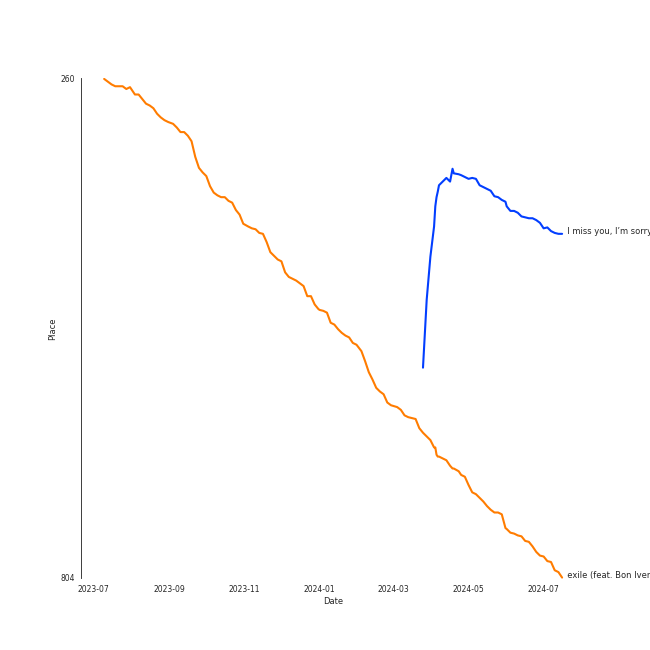 260
I miss you, I'm sorry
Place
804
exile (feat. Bon Iver
2023-07 2023-09 2023-11 2024-01 2024-03 2024-05 2024-07
Date